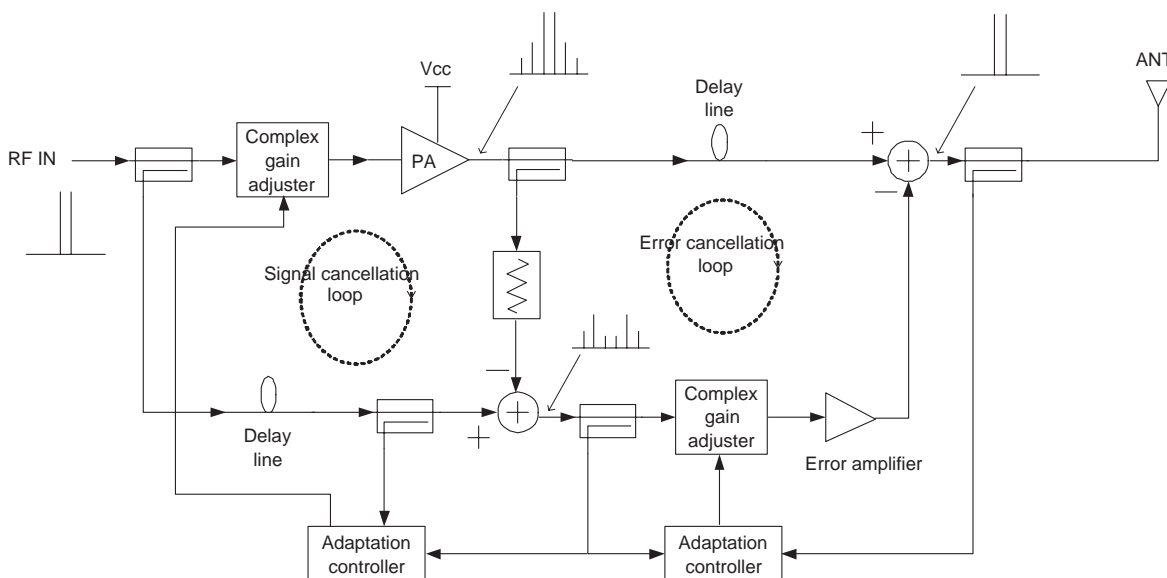 Vcc
ANT
Delay
line
Complex
gain
adjuster
PA
+
+
RF IN
−
Signal cancellation
loop
Error cancellation
loop
−
Complex
gain
adjuster
+
+
Delay
line
Error amplifier
Adaptation
controller
Adaptation
controller